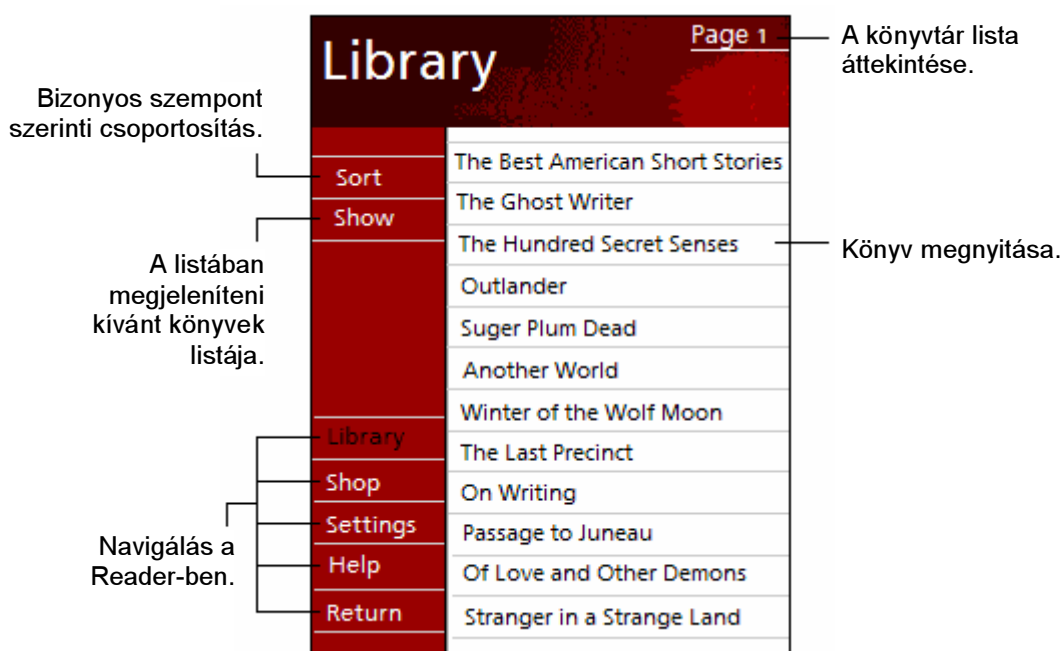 Library
Page 1
A könyvtár lista
áttekintése.
Bizonyos szempont
szerinti csoportosítás.
Sort
Show
A listában
megjeleníteni
kívánt könyvek
listája.
The Best American Short Stories
The Ghost Writer
The Hundred Secret Senses
Outlander
Suger Plum Dead
Another World
Winter of the Wolf Moon
The Last Precinct
On Writing
Passage to Juneau
Of Love and Other Demons
Stranger in a Strange Land
Könyv megnyitása.
Library
Shop
Settings
Help
Return
Navigálás a
Reader-ben.